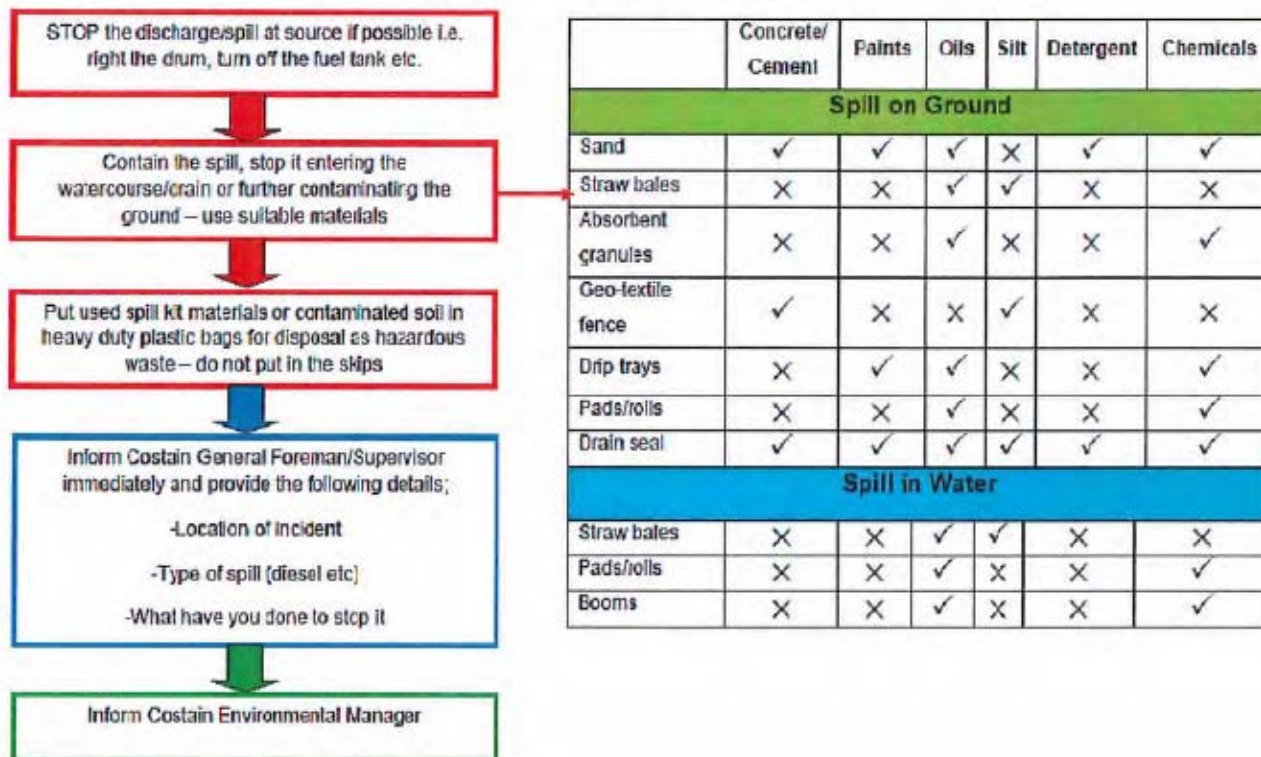 STOP the discharge/spill at source if possible i.e.
right the drum, turn off the fuel tank etc.
Contain the spill, stop it entering the
watercourse/crain or further contaminating the
ground – use suitable materials
Put used spill kit materials or contaminated soil in
heavy duty plastic bags for disposal as hazardous
waste – do not put in the skips
Inform Costain General Foreman/Supervisor
immediately and provide the following details;
-Location of incident
-Type of spill (diesel etc)
-What have you done to stop it
Inform Costain Environmental Manager
Concrete/
Cement Paints Oils Silt Detergent Chemicals
Spill on Ground
Sand ✓ ✓ ✓ X ✓ ✓
Straw bales X X ✓ ✓ X X
Absorbent
granules X X ✓ X X ✓
Geo-textile
fence ✓ X X ✓ X X
Drip trays X ✓ ✓ X X ✓
Pads/rolls X X ✓ X X ✓
Drain seal ✓ ✓ ✓ ✓ ✓ ✓
Spill in Water
Straw bales X X ✓ ✓ X X
Pads/rolls X X ✓ X X ✓
Booms X X ✓ X X ✓